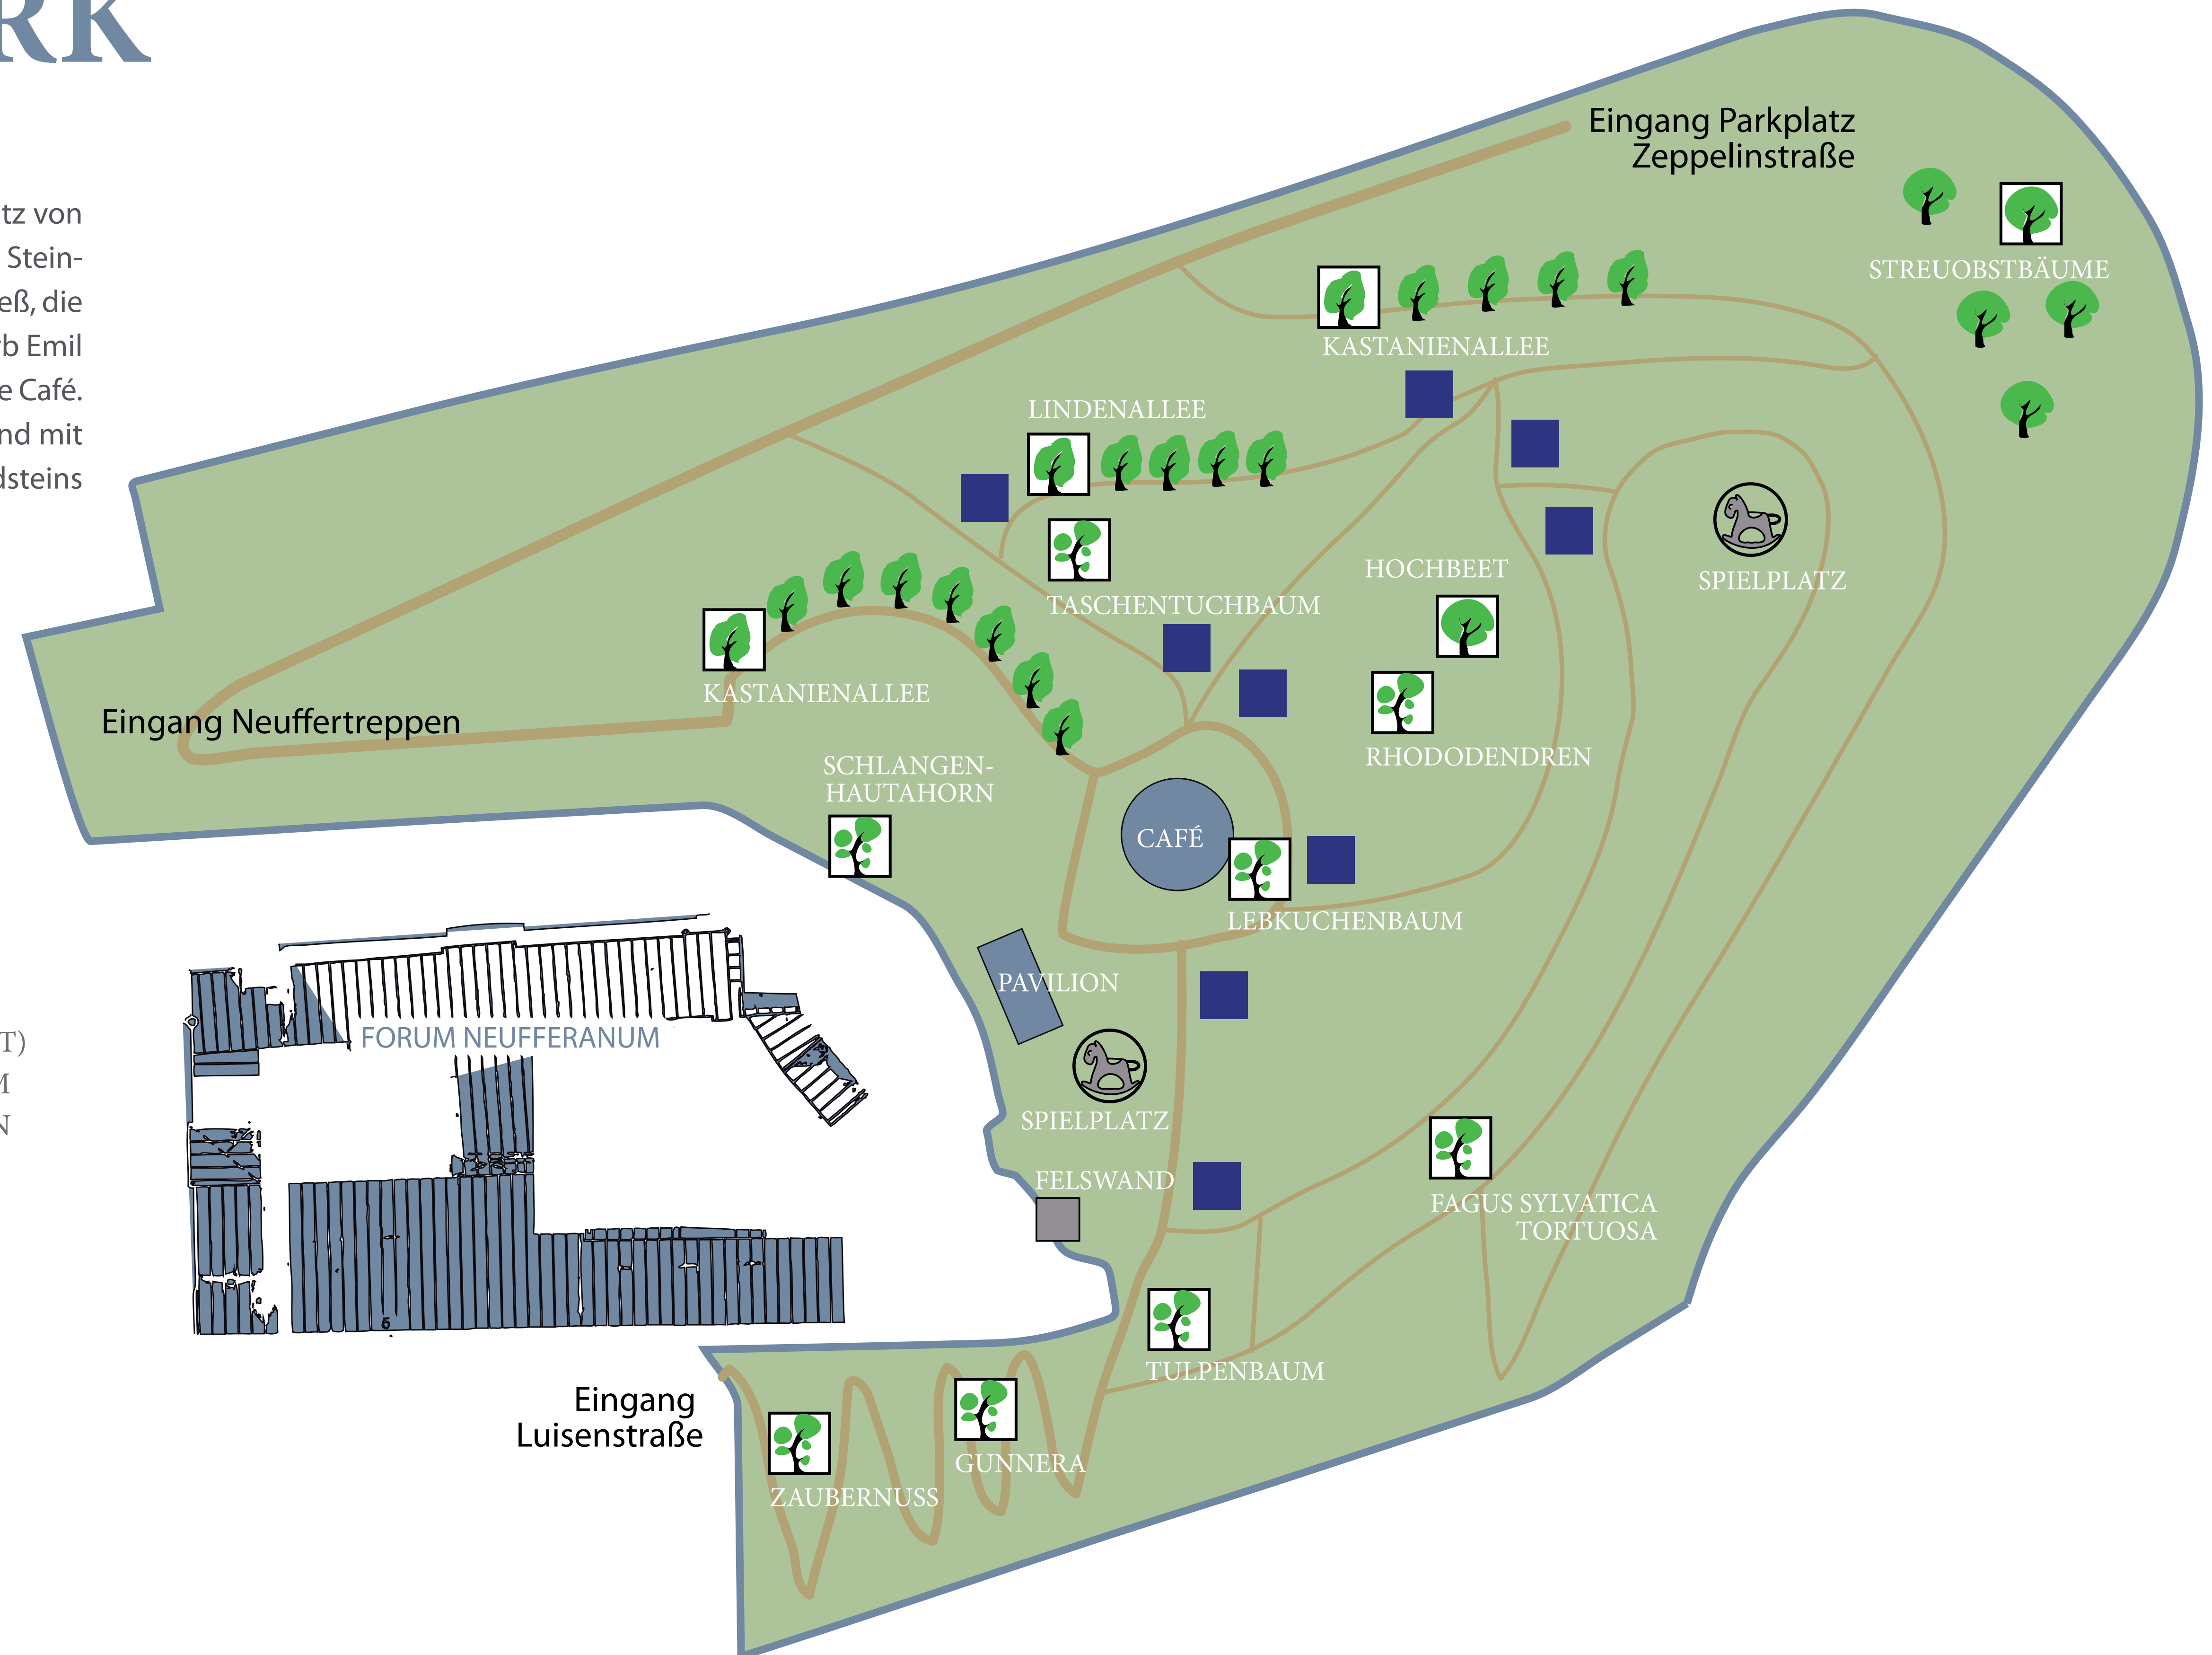 RK
tz von
Stein-
eß, die
b Emil
e Café.
nd mit
dsteins
T)
M
N
Eingang Parkplatz
Zeppelinstraße
STREUOBSTBÄUME
KASTANIENALLEE
LINDENALLEE
TASCHENTUCHBAUM
HOCHBEET
SPIELPLATZ
KASTANIENALLEE
Eingang Neuffertreppen
RHODODENDREN
SCHLANGEN-
HAUTAHORN
CAFÉ
LEBKUCHENBAUM
PAVILION
FORUM NEUFFERANUM
SPIELPLATZ
FELSWAND
FAGUS SYLVATICA
TORTUOSA
TULPENBAUM
Eingang
Luisenstraße
GUNNERA
ZAUBERNUSS